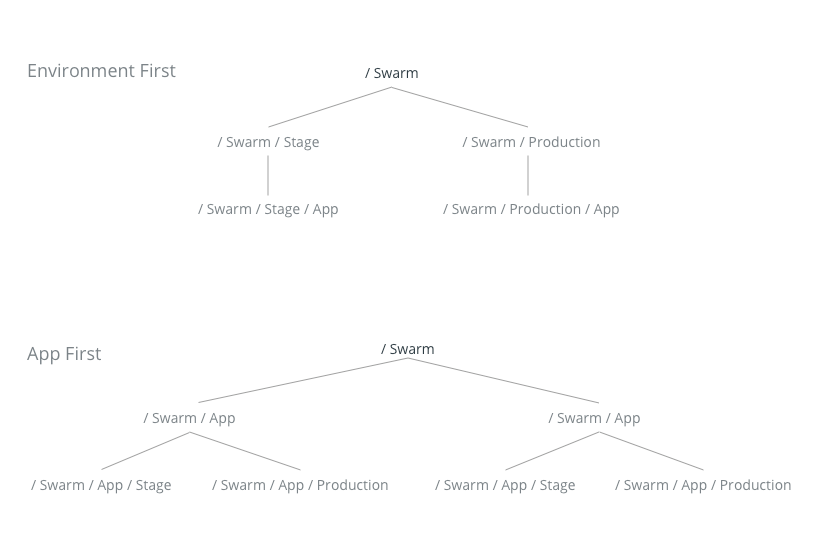 Environment First
/ Swarm
/ Swarm / Stage
/ Swarm / Production
/ Swarm / Stage / App
/ Swarm / Production / App
App First
/ Swarm
/ Swarm / App
/ Swarm / App
/ Swarm / App / Stage
/ Swarm / App / Production
/ Swarm / App / Stage
/ Swarm / App / Production